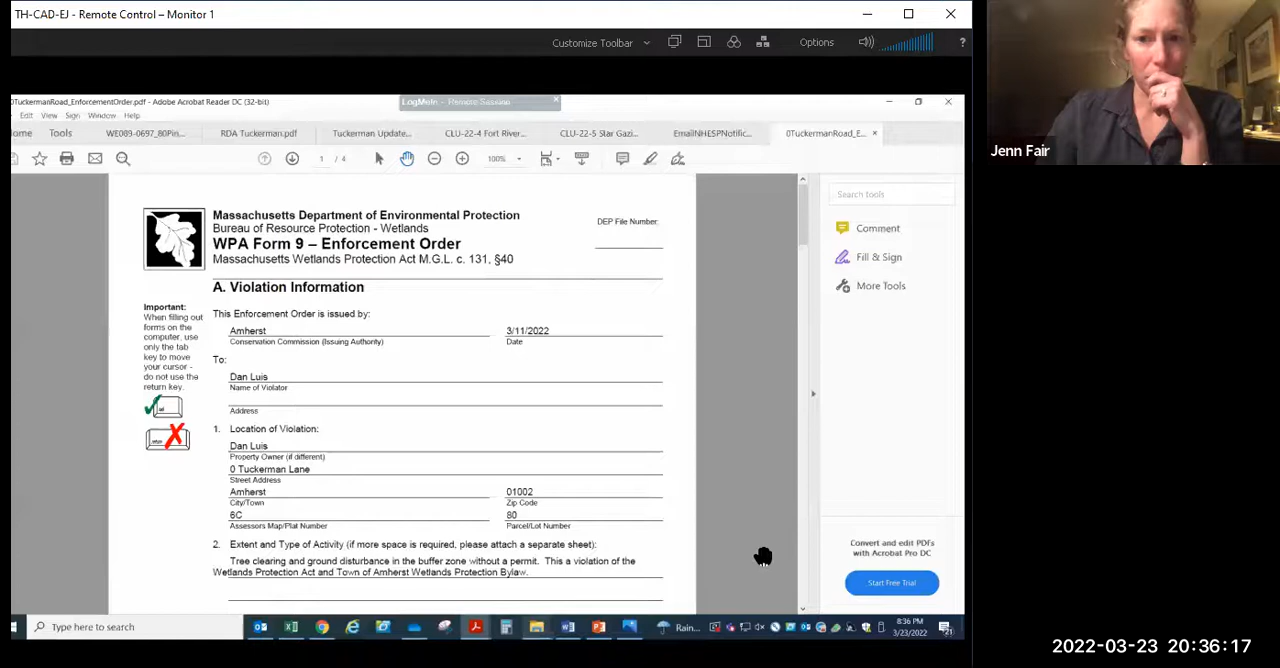 TH-CAD-EJ - Remote Control – Monitor 1
Customize Toolbar
Options
?
0TuckermanRoad_EnforcementOrder.pdf - Adobe Acrobat Reader DC (32-bit)
LogMeIn - Remote Session
Edit View Sign Window Help
ome Tools WE089-0697_80Pin... RDA Tuckerman.pdf Tuckerman Update... CLU-22-4 Fort River... CLU-22-5 Star Gazi... EmailNHESPNotific... 0TuckermanRoad_E... ×
1 / 4 100%
Search tools
Comment
Fill & Sign
More Tools
Convert and edit PDFs
with Acrobat Pro DC
Start Free Trial
Massachusetts Department of Environmental Protection
Bureau of Resource Protection - Wetlands
WPA Form 9 – Enforcement Order
Massachusetts Wetlands Protection Act M.G.L. c. 131, §40
DEP File Number:
A. Violation Information
Important:
When filling out
forms on the
computer, use
only the tab
key to move
your cursor -
do not use the
return key.
This Enforcement Order is issued by:
Amherst 3/11/2022
Conservation Commission (Issuing Authority) Date
To:
Dan Luis
Name of Violator
Address
1. Location of Violation:
Dan Luis
Property Owner (if different)
0 Tuckerman Lane
Street Address
Amherst 01002
City/Town Zip Code
6C 80
Assessors Map/Plat Number Parcel/Lot Number
2. Extent and Type of Activity (if more space is required, please attach a separate sheet):
Tree clearing and ground disturbance in the buffer zone without a permit. This a violation of the
Wetlands Protection Act and Town of Amherst Wetlands Protection Bylaw.
Type here to search
Rain...
8:36 PM
3/23/2022
21
Jenn Fair
2022-03-23 20:36:17